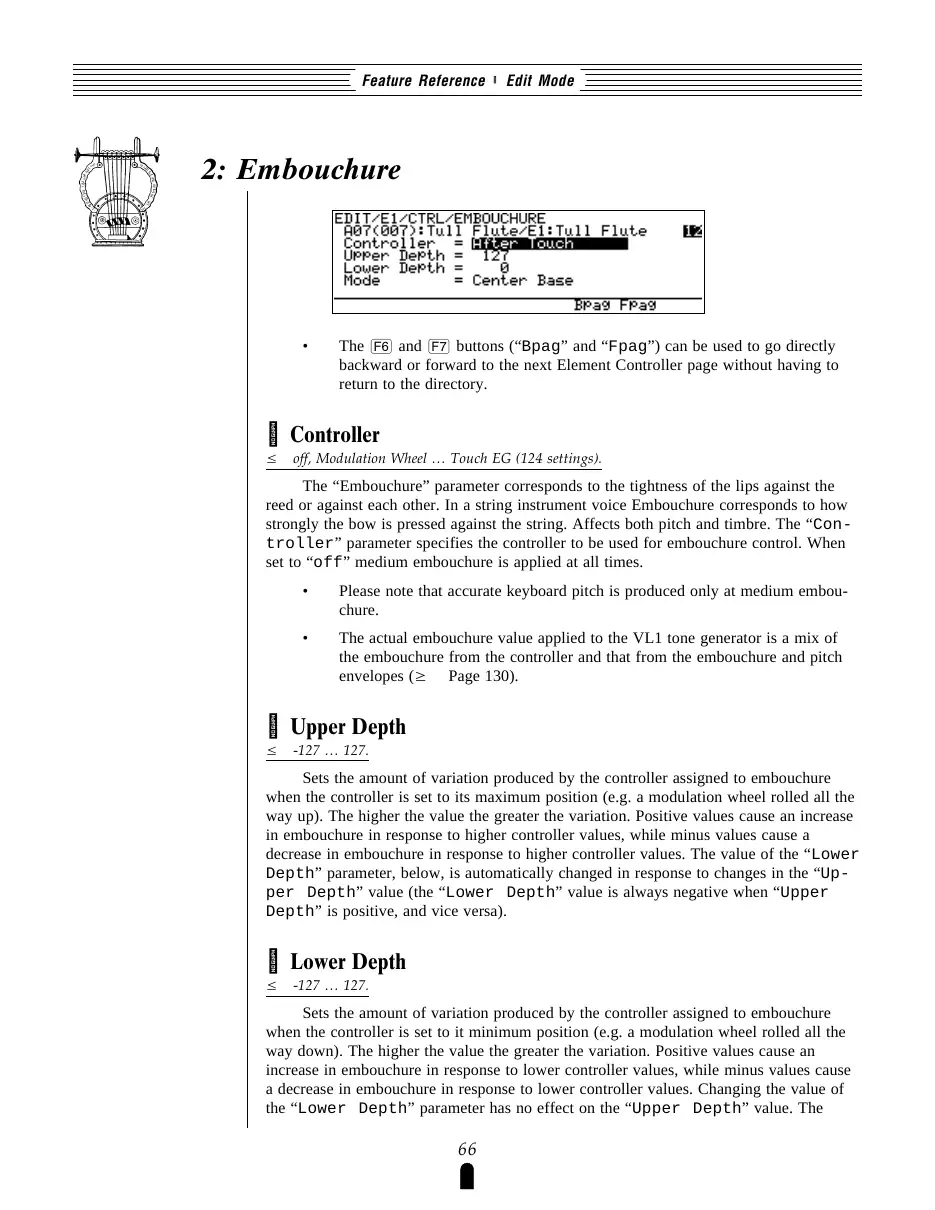 Feature Reference Edit Mode
2: Embouchure
EDIT/E1/CTRL/EMBOUCHURE
A07(007):Tull Flute/E1:Tull Flute 12
Controller = After Touch
Upper Depth = 127
Lower Depth = 0
Mode = Center Base
Bpag Fpag
• The F6 and F7 buttons (“Bpag” and “Fpag”) can be used to go directly
backward or forward to the next Element Controller page without having to
return to the directory.
Controller
≤ off, Modulation Wheel … Touch EG (124 settings).
The “Embouchure” parameter corresponds to the tightness of the lips against the
reed or against each other. In a string instrument voice Embouchure corresponds to how
strongly the bow is pressed against the string. Affects both pitch and timbre. The “Con-
troller” parameter specifies the controller to be used for embouchure control. When
set to “off” medium embouchure is applied at all times.
• Please note that accurate keyboard pitch is produced only at medium embou-
chure.
• The actual embouchure value applied to the VL1 tone generator is a mix of
the embouchure from the controller and that from the embouchure and pitch
envelopes (≥ Page 130).
Upper Depth
≤ -127 … 127.
Sets the amount of variation produced by the controller assigned to embouchure
when the controller is set to its maximum position (e.g. a modulation wheel rolled all the
way up). The higher the value the greater the variation. Positive values cause an increase
in embouchure in response to higher controller values, while minus values cause a
decrease in embouchure in response to higher controller values. The value of the “Lower
Depth” parameter, below, is automatically changed in response to changes in the “Up-
per Depth” value (the “Lower Depth” value is always negative when “Upper
Depth” is positive, and vice versa).
Lower Depth
≤ -127 … 127.
Sets the amount of variation produced by the controller assigned to embouchure
when the controller is set to it minimum position (e.g. a modulation wheel rolled all the
way down). The higher the value the greater the variation. Positive values cause an
increase in embouchure in response to lower controller values, while minus values cause
a decrease in embouchure in response to lower controller values. Changing the value of
the “Lower Depth” parameter has no effect on the “Upper Depth” value. The
66